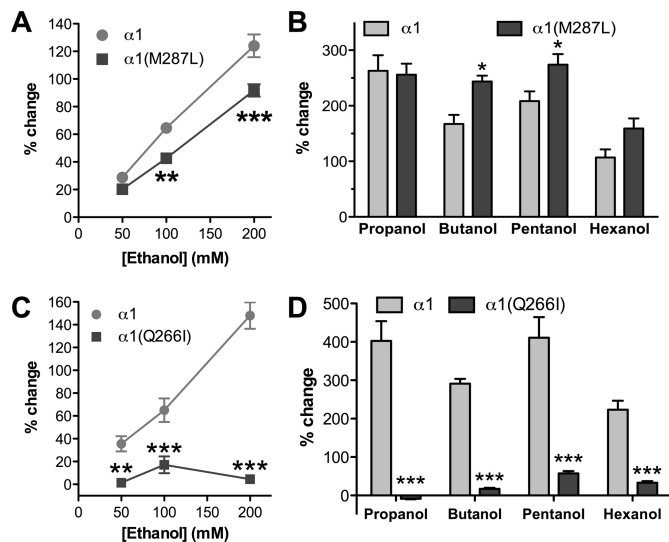 A
α1
α1(M287L)
140
120
100
80
60
40
20
0
% change
**
***
0 50 100 150 200
[Ethanol] (mM)
B
α1 α1(M287L)
300
200
100
0
% change
* *
Propanol Butanol Pentanol Hexanol
C
α1
α1(Q266I)
160
140
120
100
80
60
40
20
0
% change
** *** ***
0 50 100 150 200
[Ethanol] (mM)
D
α1 α1(Q266I)
500
400
300
200
100
0
% change
*** *** *** ***
Propanol Butanol Pentanol Hexanol